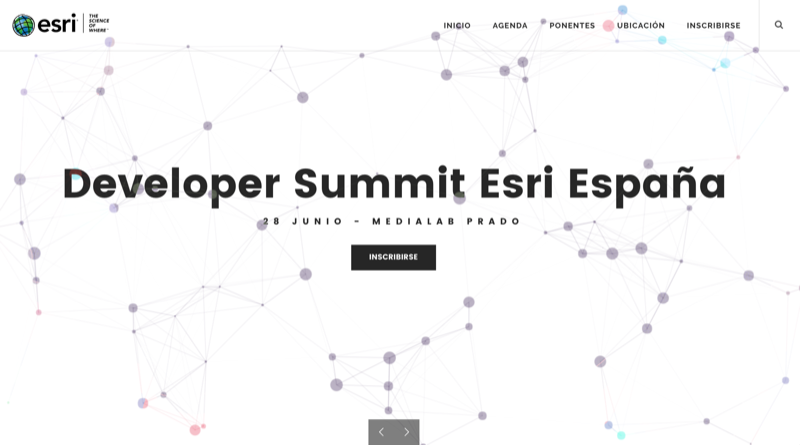 esri THE SCIENCE OF WHERE
INICIO AGENDA PONENTES UBICACIÓN INSCRIBIRSE
Developer Summit Esri España
28 JUNIO - MEDIALAB PRADO
INSCRIBIRSE